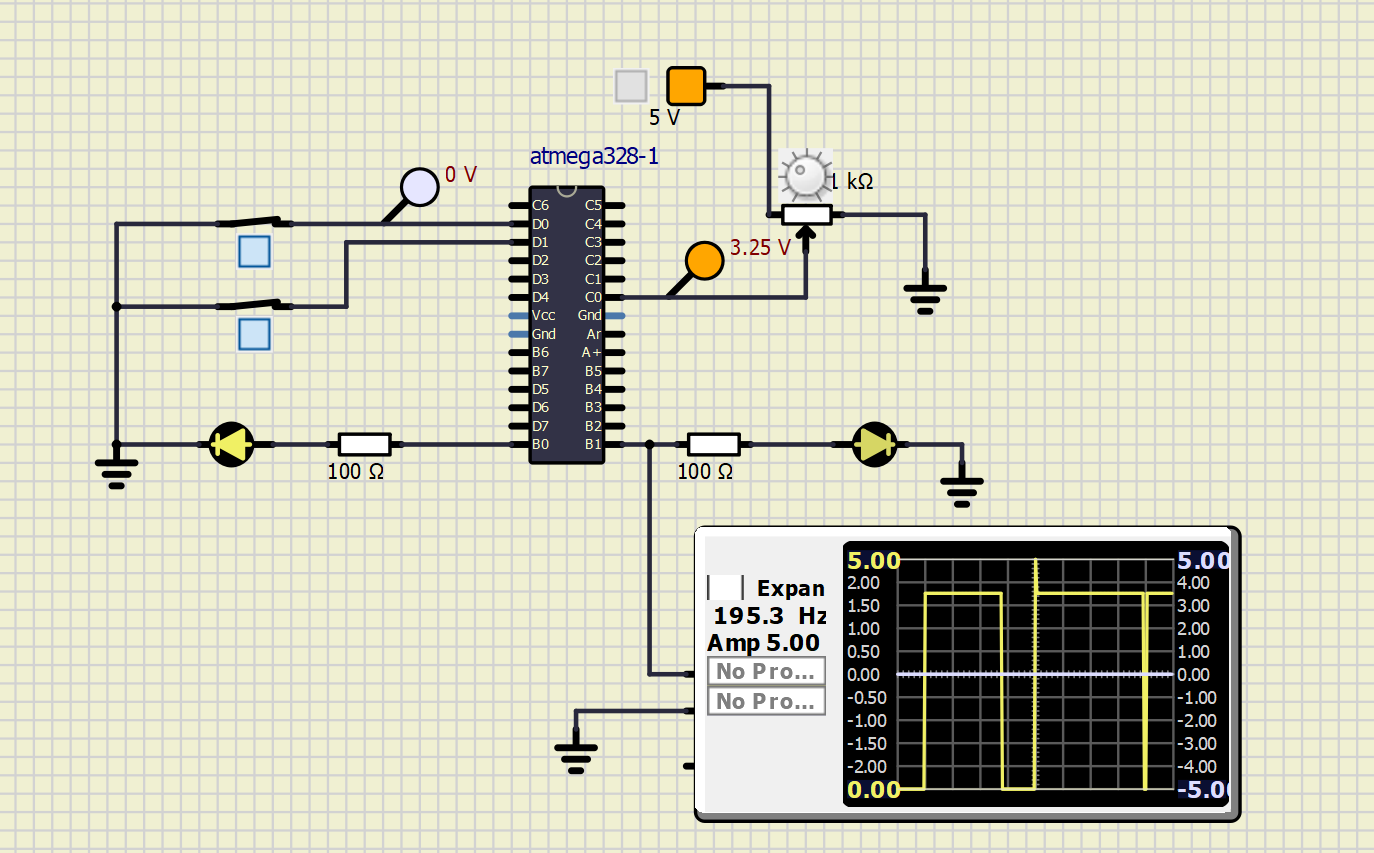 5 V
atmega328-1
0 V
1 kΩ
3.25 V
C6 C5
D0 C4
D1 C3
D2 C2
D3 C1
D4 C0
Vcc Gnd
Gnd Ar
B6 A+
B7 B5
D5 B4
D6 B3
D7 B2
B0 B1
100 Ω
100 Ω
Expan
195.3 Hz
Amp 5.00
No Pro...
No Pro...
5.00
2.00
1.50
1.00
0.50
0.00
-0.50
-1.00
-1.50
-2.00
0.00
5.00
4.00
3.00
2.00
1.00
0.00
-1.00
-2.00
-3.00
-4.00
-5.00